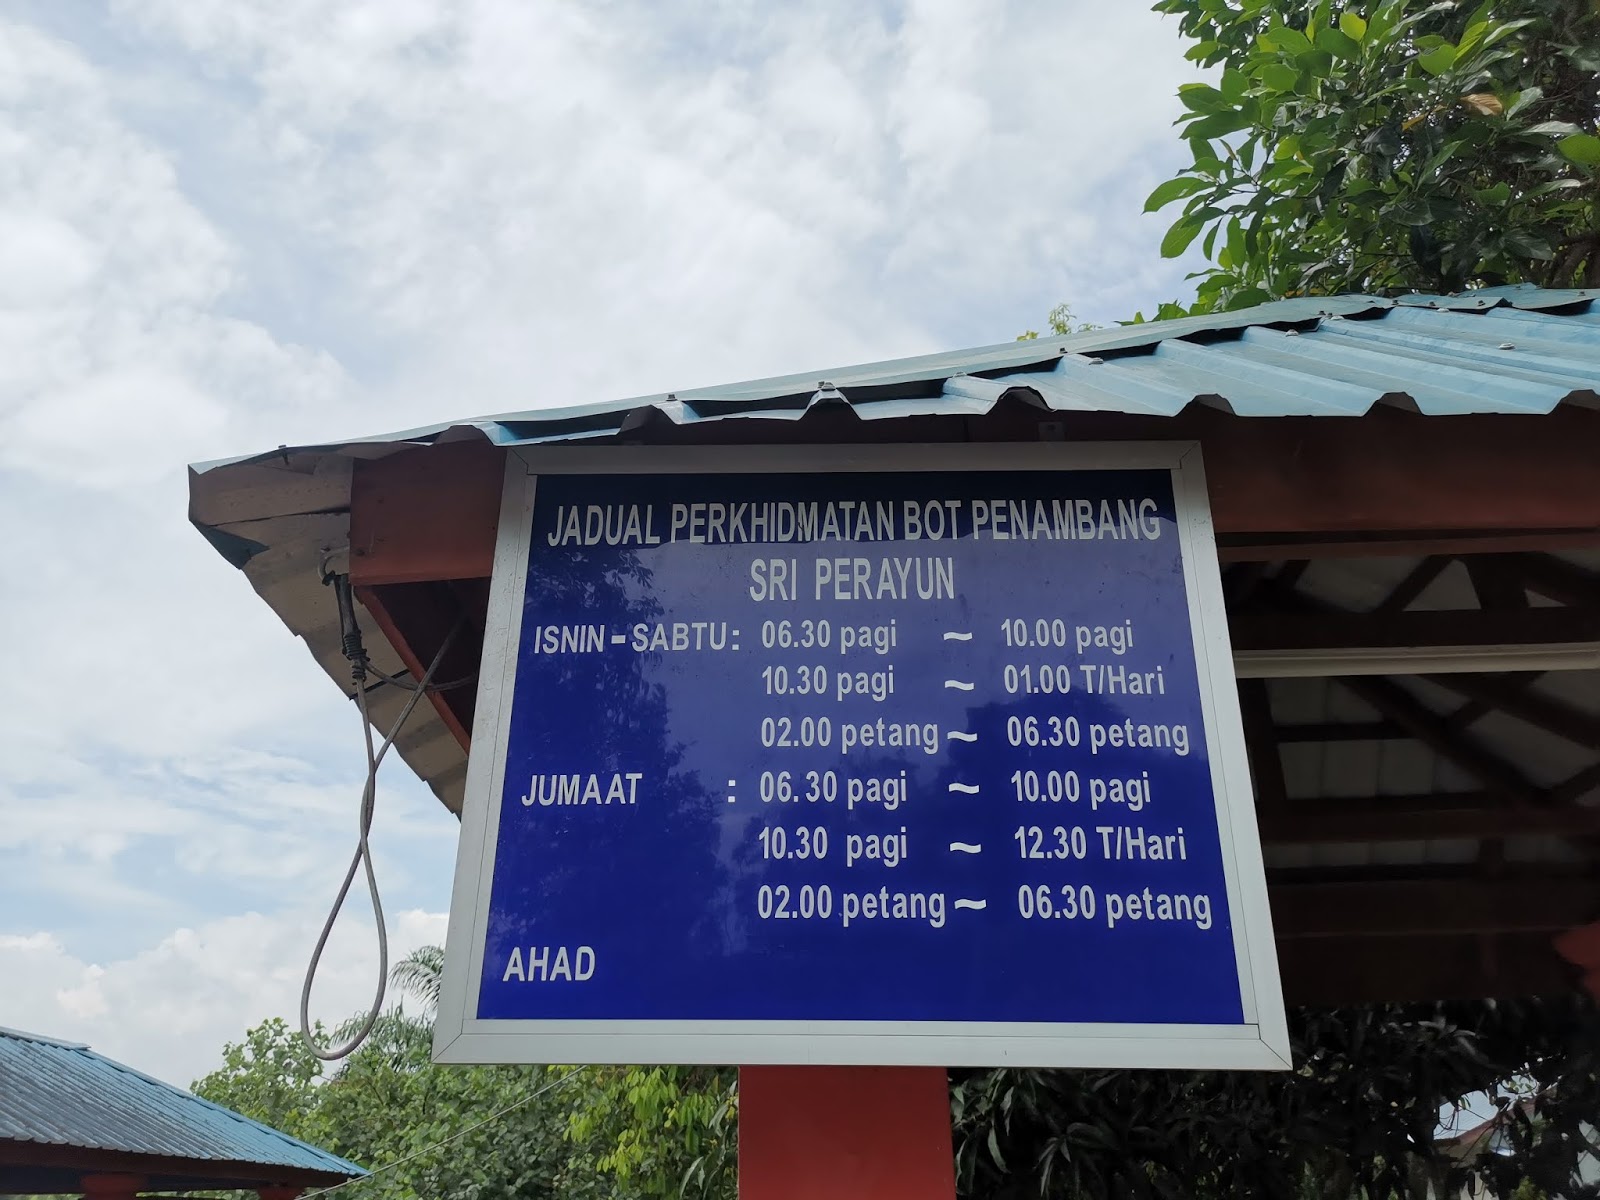 JADUAL PERKHIDMATAN BOT PENAMBANG
SRI PERAYUN
ISNIN - SABTU : 06.30 pagi ~ 10.00 pagi
10.30 pagi ~ 01.00 T/Hari
02.00 petang ~ 06.30 petang
JUMAAT : 06.30 pagi ~ 10.00 pagi
10.30 pagi ~ 12.30 T/Hari
02.00 petang ~ 06.30 petang
AHAD